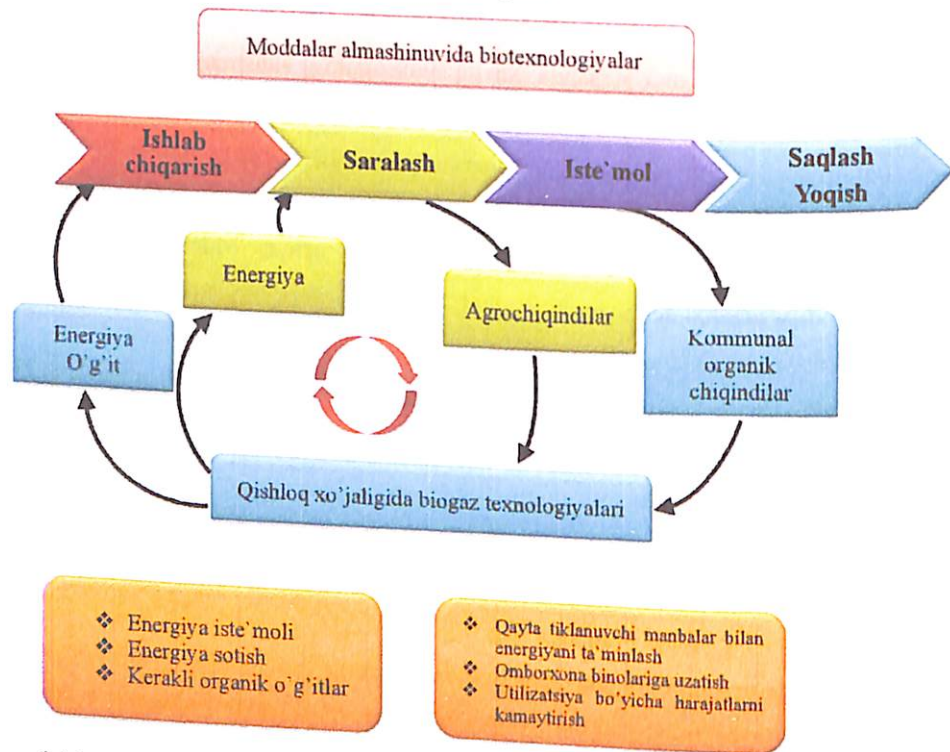 Moddalar almashinuvida biotexnologiyalar
Ishlab
chiqarish
Saralash
Iste`mol
Saqlash
Yoqish
Energiya
Energiya
O`g`it
Agrochiqindilar
Kommunal
organik
chiqindilar
Qishloq xo’jaligida biogaz texnologiyalari
❖ Energiya iste`moli
❖ Energiya sotish
❖ Kerakli organik o`g`itlar
❖ Qayta tiklanuvchi manbalar bilan
energiyani ta`minlash
❖ Omborxona binolariga uzatish
❖ Utilizatsiya bo’yicha harajatlarni
kamaytirish